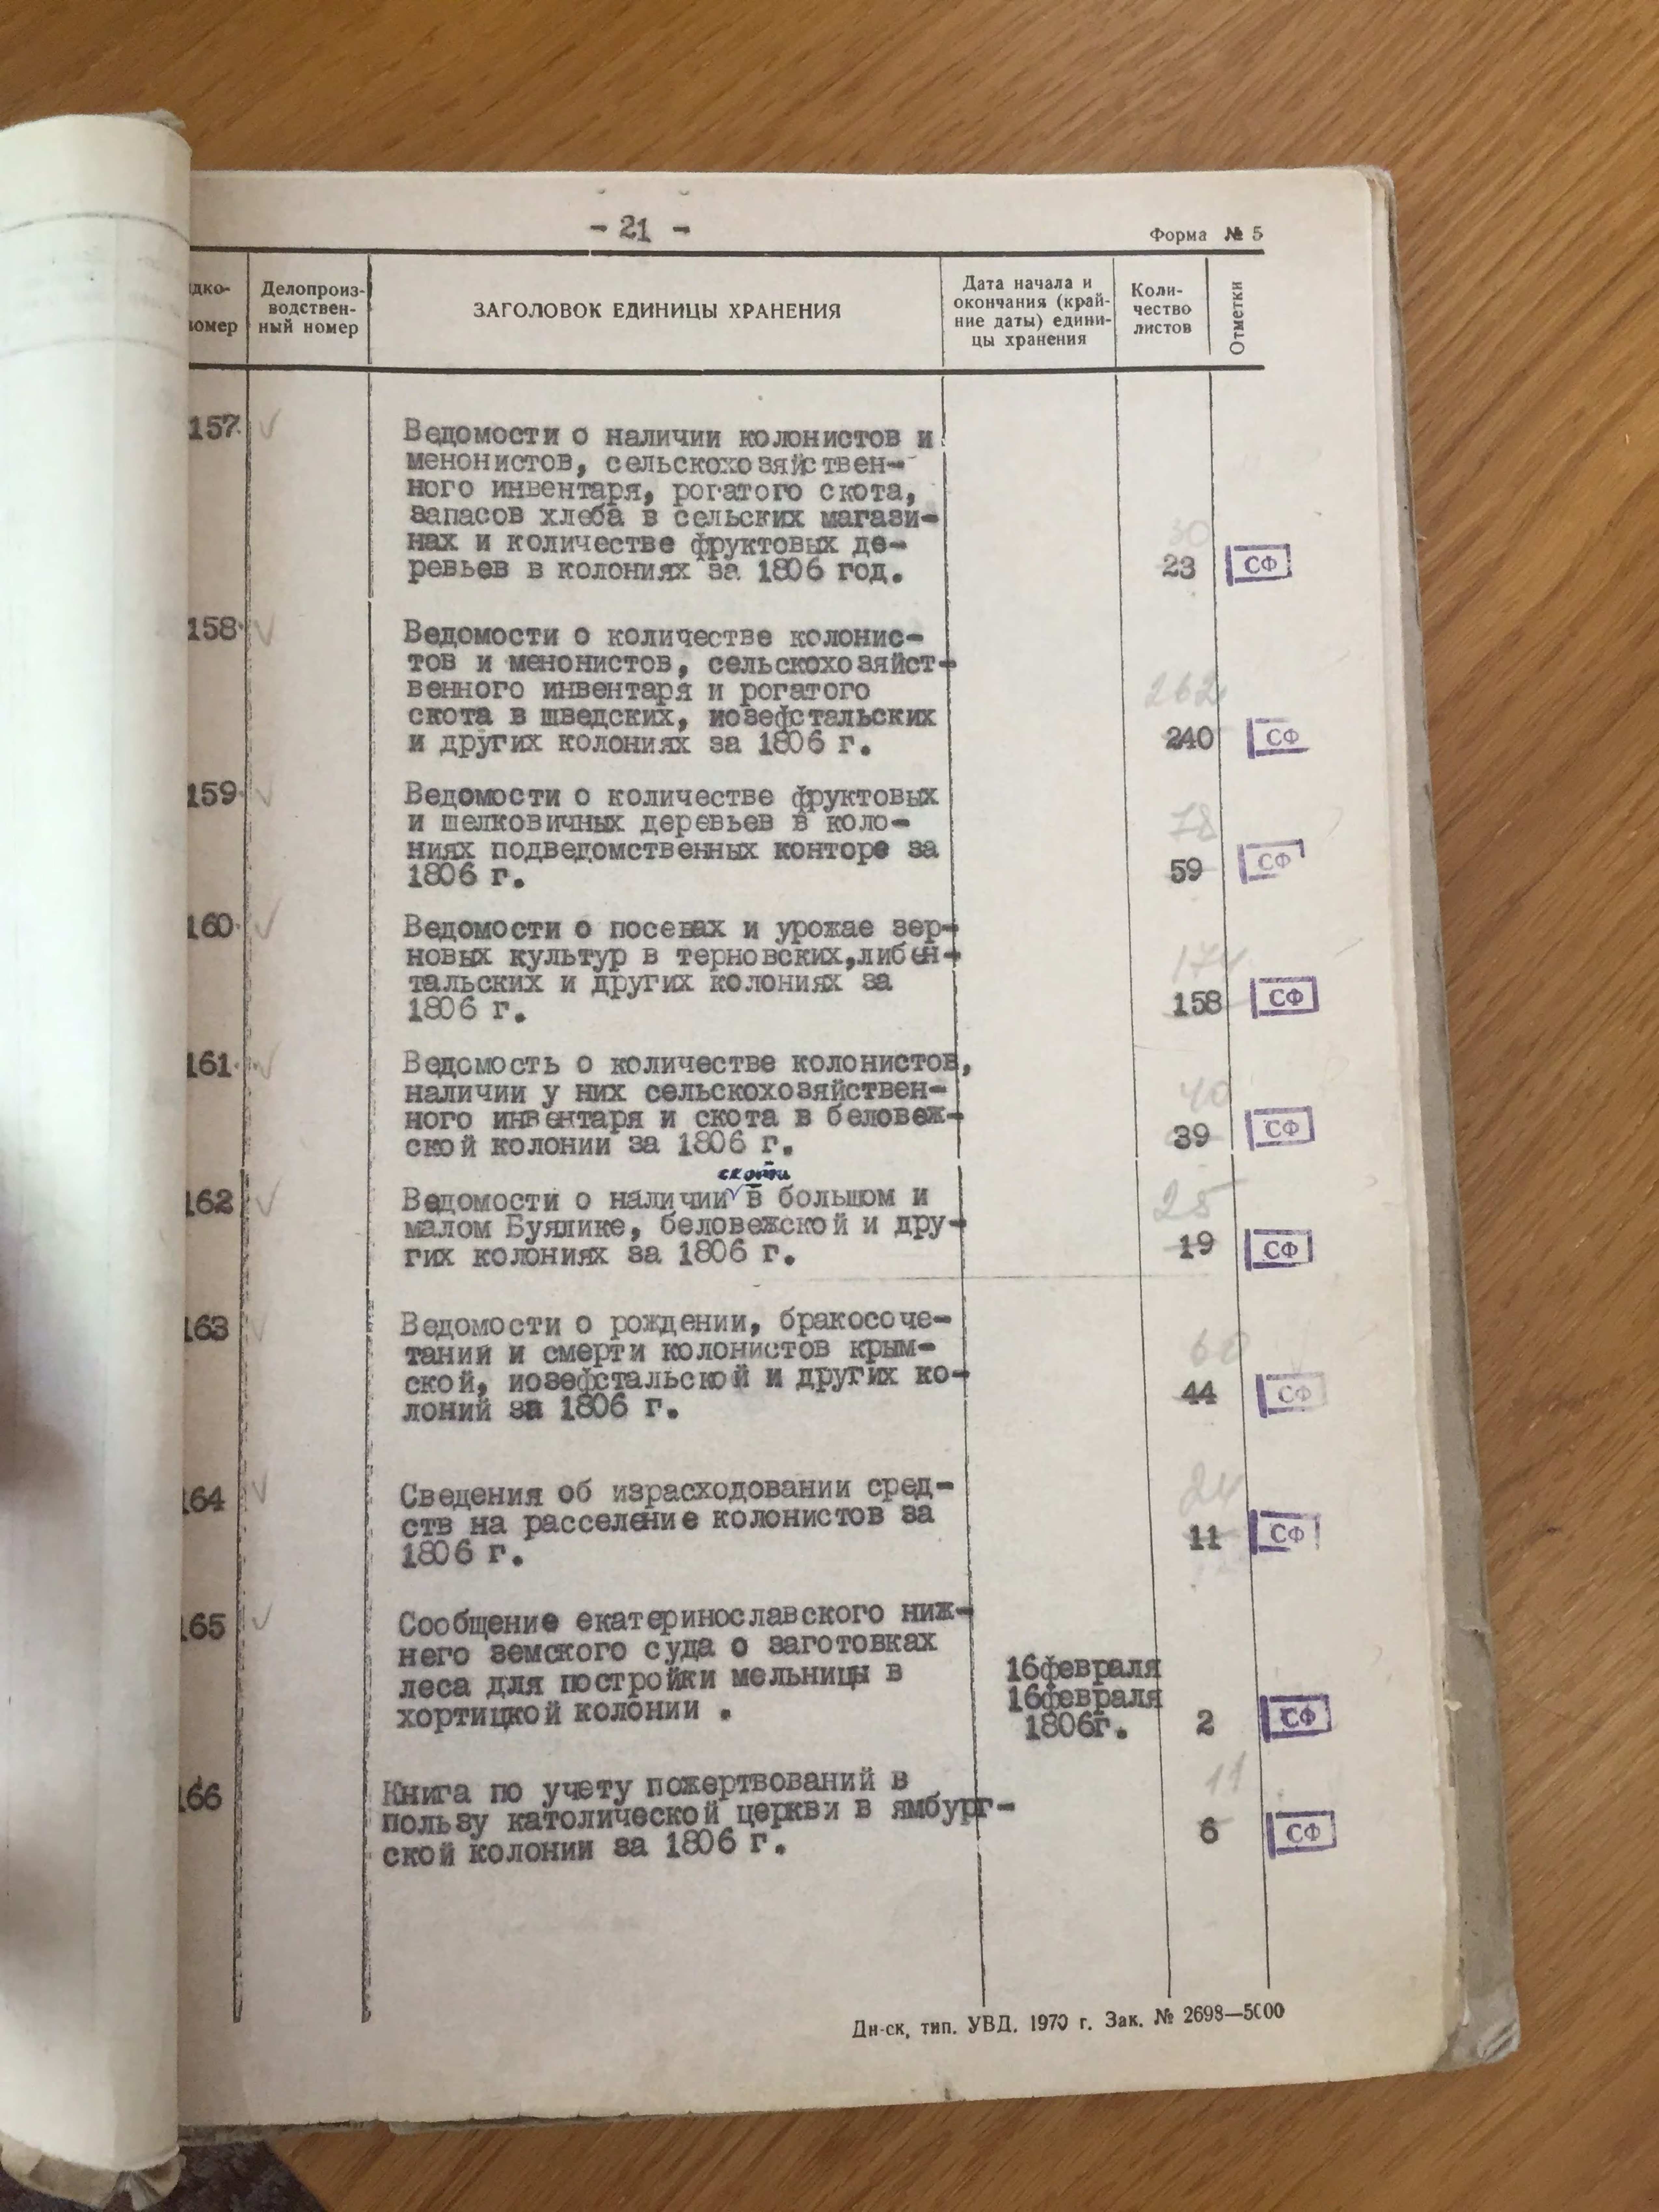 - 21 -
Форма № 5
дко-
номер
Делопроиз-
водствен-
ный номер
ЗАГОЛОВОК ЕДИНИЦЫ ХРАНЕНИЯ
Дата начала и
окончания (край-
ние даты) едини-
цы хранения
Коли-
чество
листов
Отметки
157 ✓
Ведомости о наличии колонистов и
менонистов, сельскохозяйствен-
ного инвентаря, рогатого скота,
запасов хлеба в сельских магази-
нах и количестве фруктовых де-
ревьев в колониях за 1806 год.
30
23 СФ
158 ✓
Ведомости о количестве колонис-
тов и менонистов, сельскохозяйст-
венного инвентаря и рогатого
скота в шведских, иозефстальских
и других колониях за 1806 г.
262
240 СФ
159 ✓
Ведомости о количестве фруктовых
и шелковичных деревьев в коло-
ниях подведомственных конторе за
1806 г.
78
59 СФ
160 ✓
Ведомости о посевах и урожае зер-
новых культур в терновских,либен-
тальских и других колониях за
1806 г.
174
158 СФ
161 ✓
Ведомость о количестве колонистов,
наличии у них сельскохозяйствен-
ного инвентаря и скота в беловеж-
ской колонии за 1806 г.
40
39 СФ
162 ✓
скота
Ведомости о наличии в большом и
малом Буялике, беловежской и дру-
гих колониях за 1806 г.
25
19 СФ
163 ✓
Ведомости о рождении, бракосоче-
тании и смерти колонистов крым-
ской, иозефстальской и других ко-
лоний за 1806 г.
60
44 СФ
164 ✓
Сведения об израсходовании сред-
ств на расселение колонистов за
1806 г.
24
11 СФ
165 ✓
Сообщение екатеринославского ниж-
него земского суда о заготовках
леса для постройки мельницы в
хортицкой колонии .
16февраля
16февраля
1806г.
2 СФ
166
Книга по учету пожертвований в
пользу католической церкви в ямбург-
ской колонии за 1806 г.
11
6 СФ
Дн-ск, тип. УВД. 1970 г. Зак. № 2698—5000